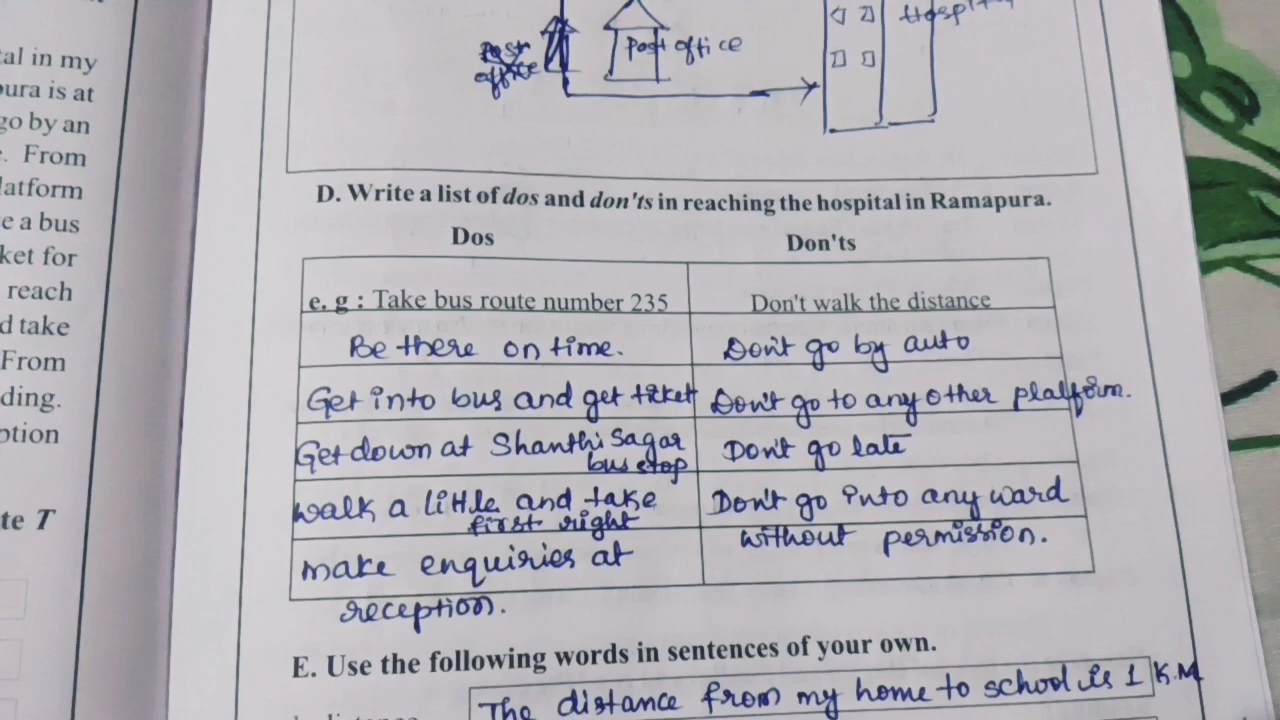 tal in my
pura is at
go by an
From
latform
e a bus
ket for
reach
d take
From
ding.
ption
te T
Post
office
Post office
Hospit
D. Write a list of dos and don'ts in reaching the hospital in Ramapura.
Dos
Don'ts
e. g : Take bus route number 235
Don't walk the distance
Be there on time.
Don't go by auto
Get into bus and get ticket
Don't go to any other platform.
Get down at Shanthi Sagar
bus stop
Don't go late
walk a little and take
first right
Don't go into any ward
without permission.
make enquiries at
reception.
E. Use the following words in sentences of your own.
The distance from my home to school is 1 K.M
distance